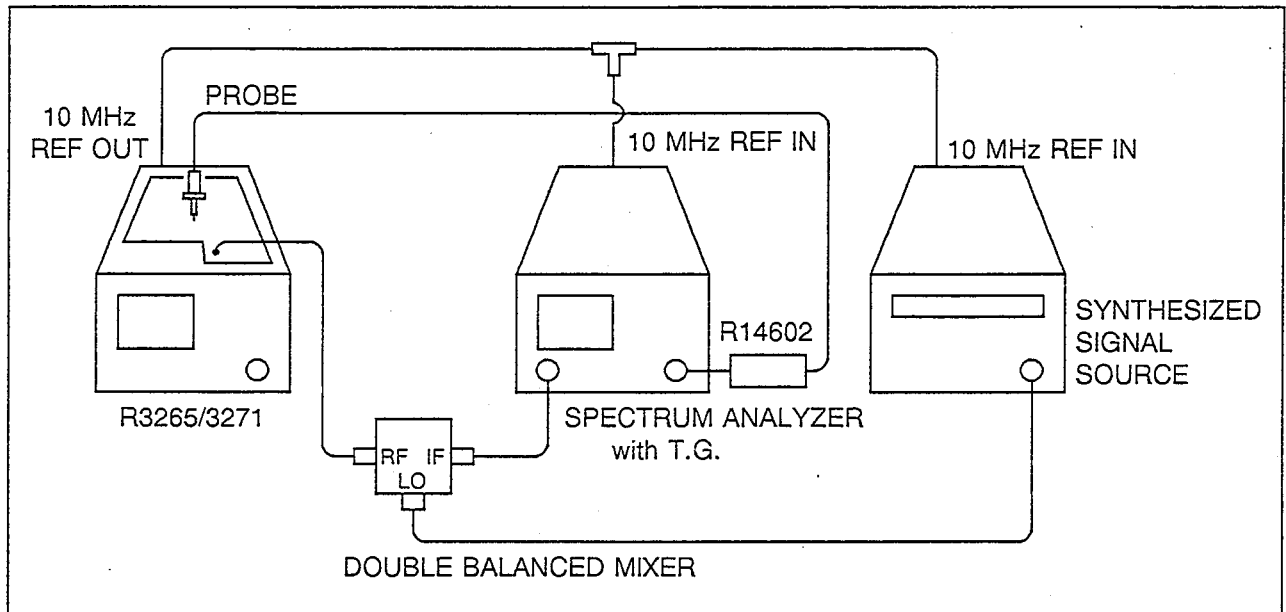 PROBE
10 MHz
REF OUT
10 MHz REF IN
10 MHz REF IN
R14602
SYNTHESIZED
SIGNAL
SOURCE
R3265/3271
SPECTRUM ANALYZER
with T.G.
RF IF
LO
DOUBLE BALANCED MIXER